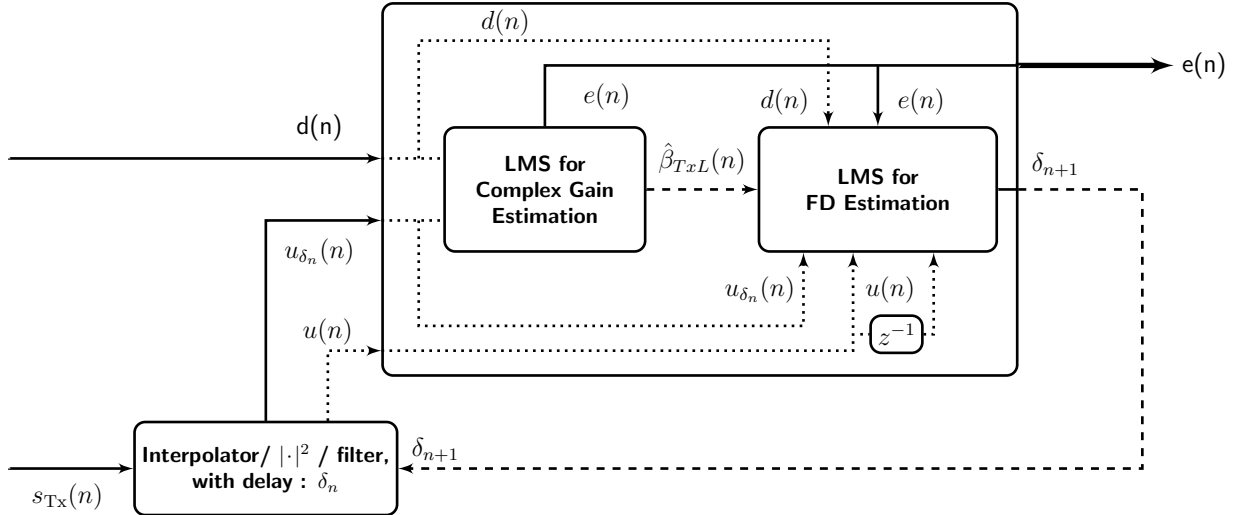 d(n)
e(n)
d(n)
e(n)
d(n)
e(n)
LMS for
Complex Gain
Estimation
β̂_{TxL}(n)
LMS for
FD Estimation
δ_{n+1}
u_{δ_n}(n)
u_{δ_n}(n)
u(n)
u(n)
z^{-1}
Interpolator/ |·|² / filter,
with delay : δ_n
δ_{n+1}
s_{Tx}(n)